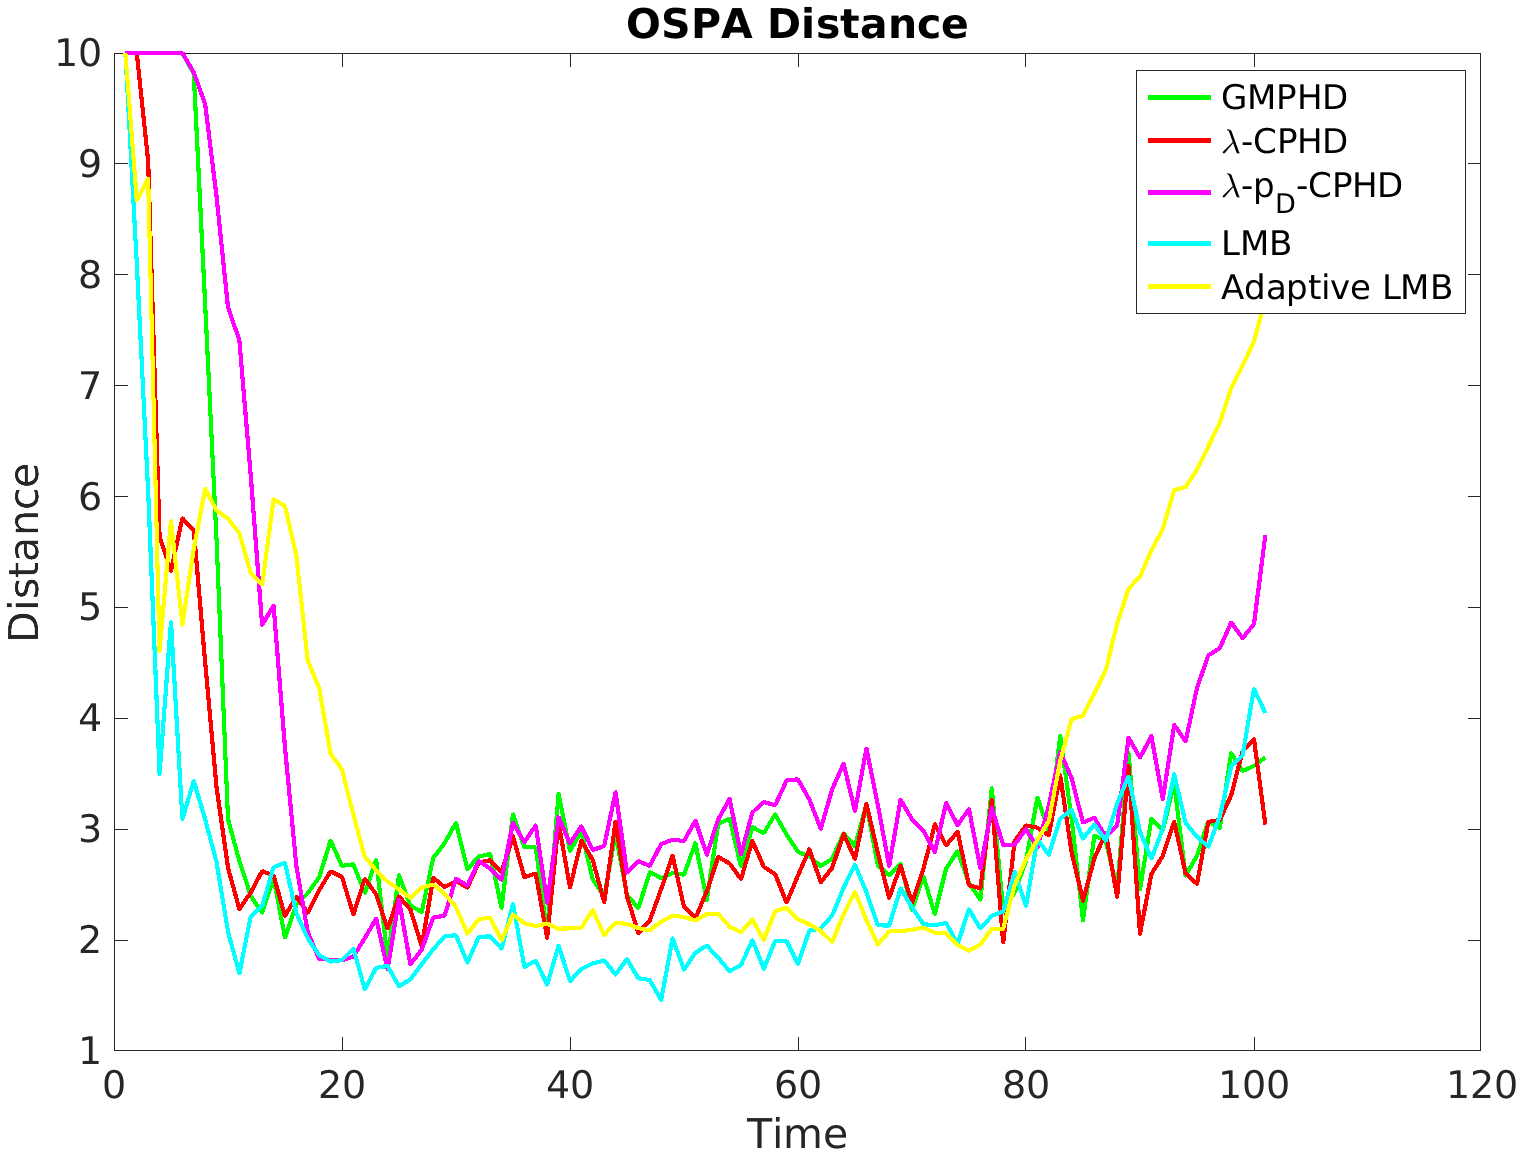 OSPA Distance
10
9
8
7
6
5
4
3
2
1
Distance
0 20 40 60 80 100 120
Time
GMPHD
λ-CPHD
λ-p_D-CPHD
LMB
Adaptive LMB